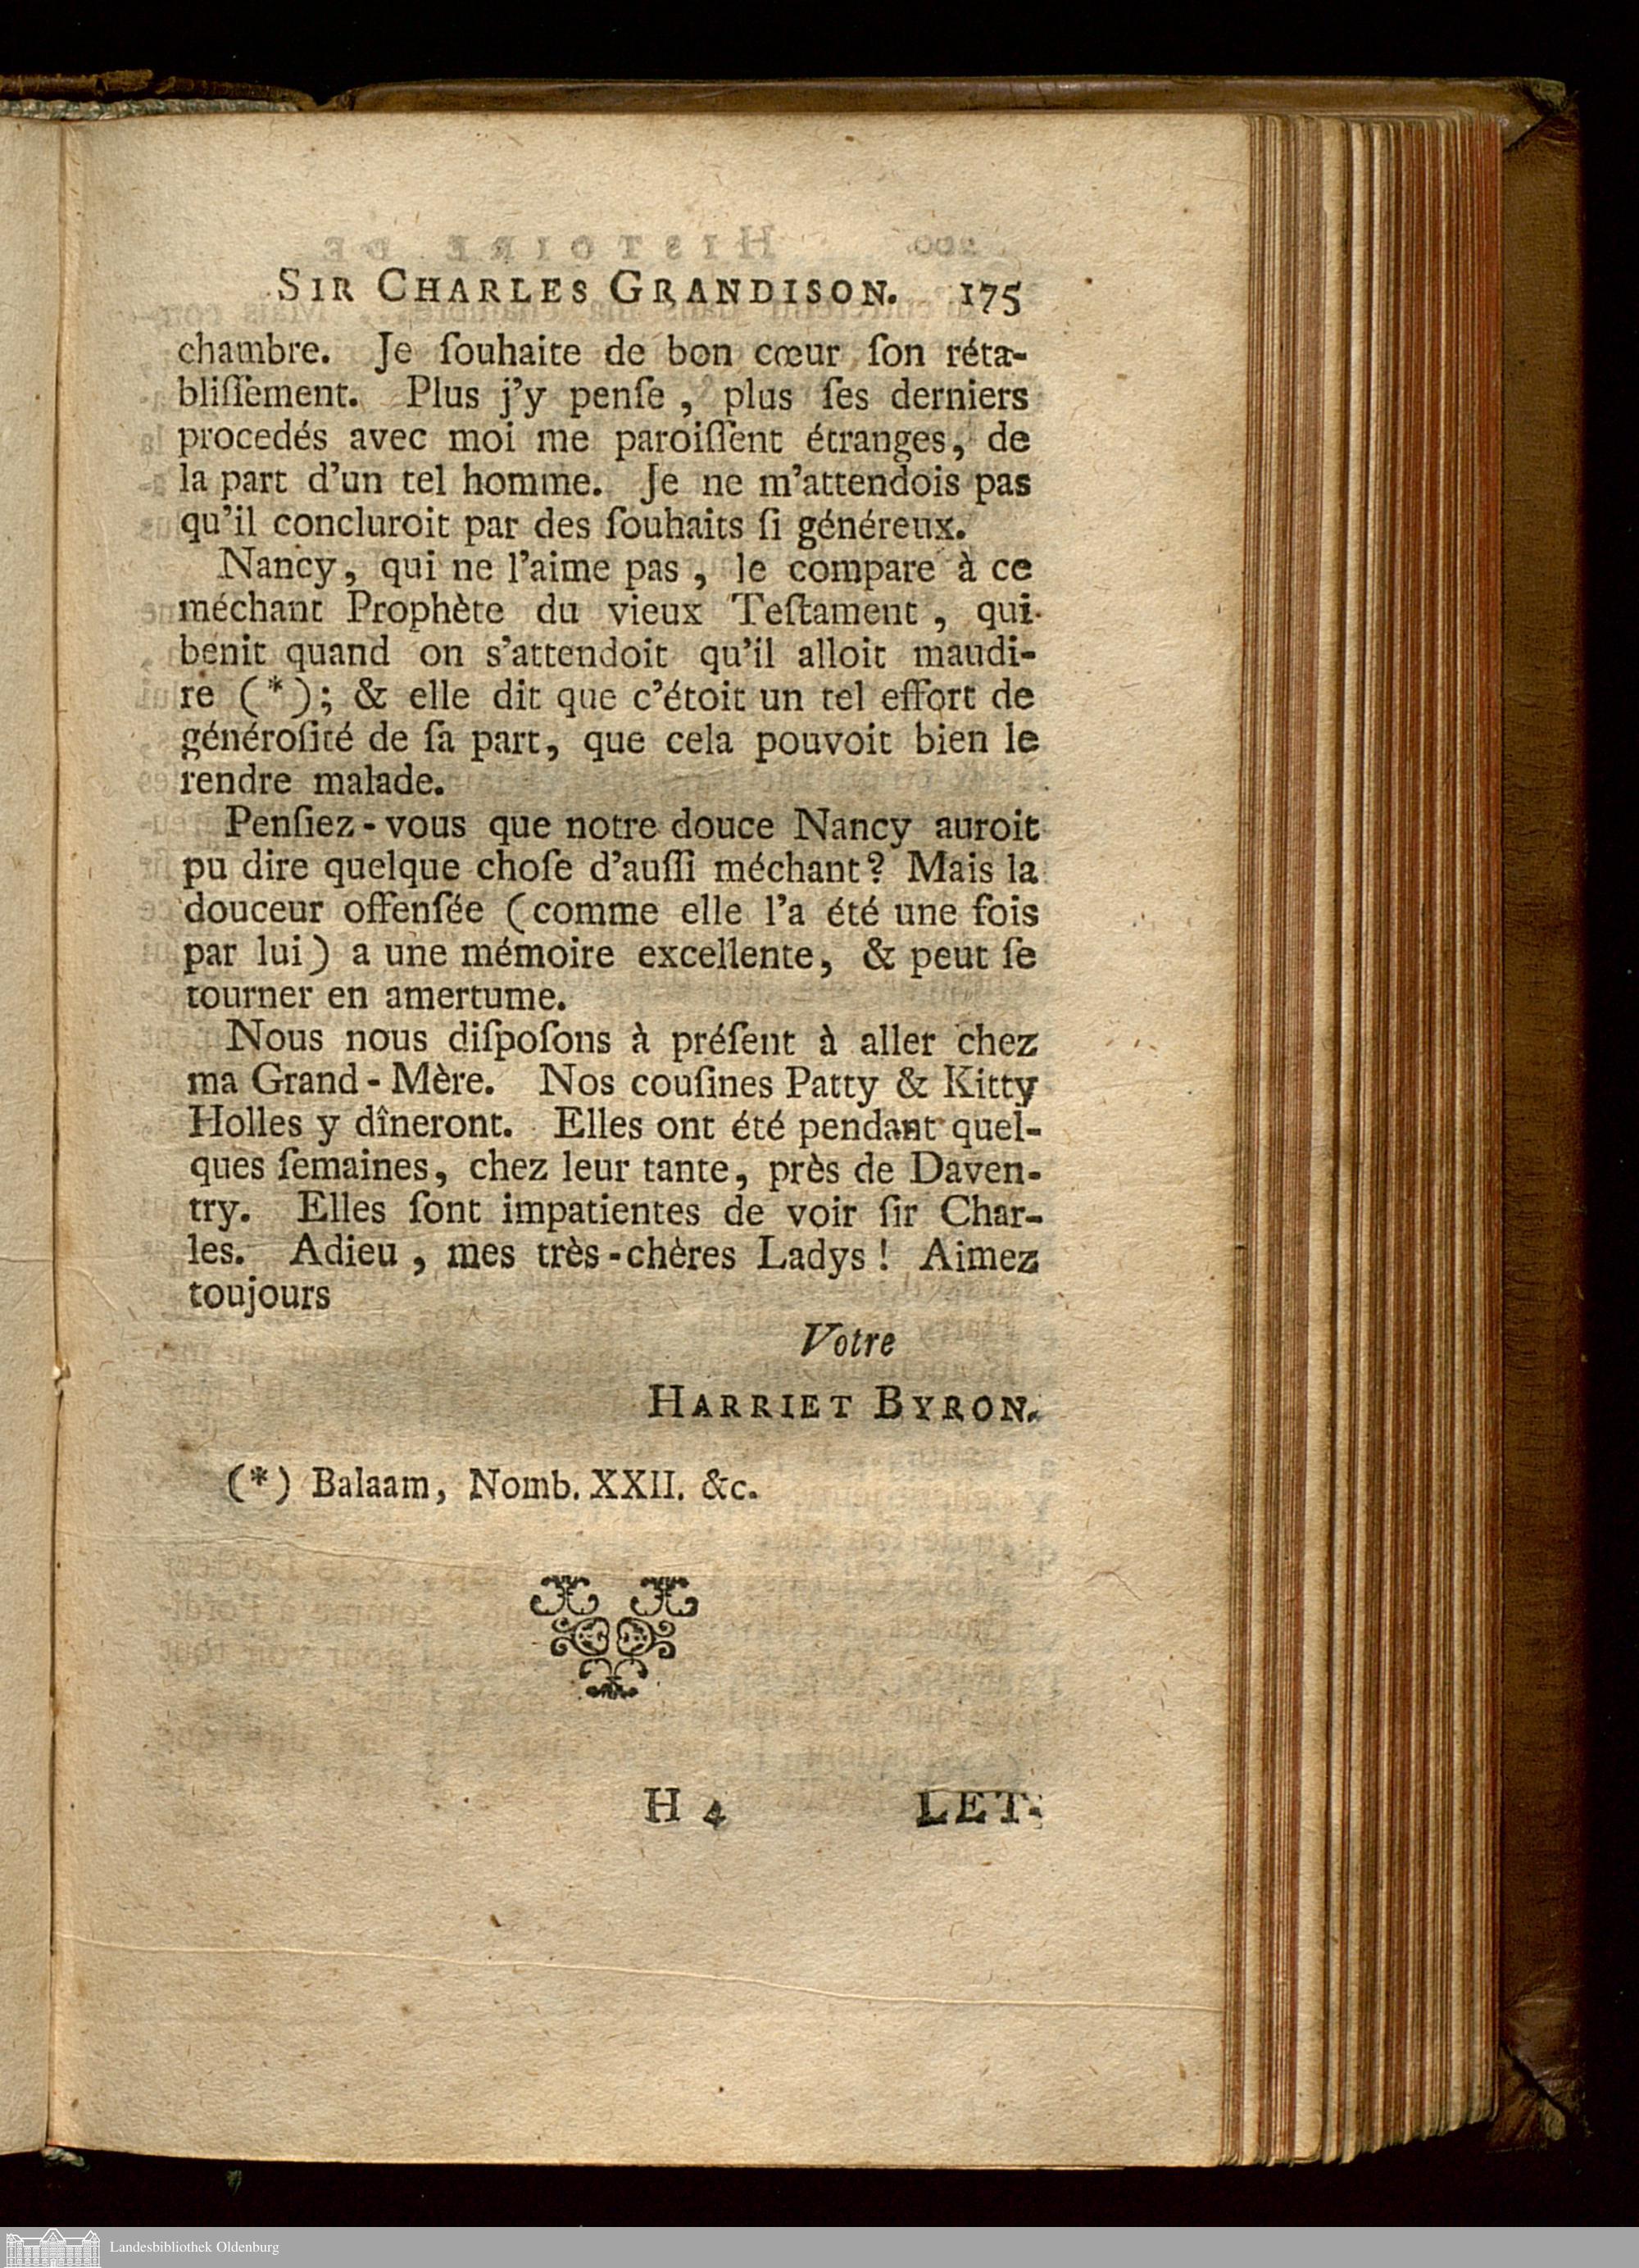 SIR CHARLES GRANDISON. 175
chambre. Je ſouhaite de bon cœur ſon réta-
bliſſement. Plus j'y penſe, plus ſes derniers
procedés avec moi me paroiſſent étranges, de
la part d'un tel homme. Je ne m'attendois pas
qu'il concluroit par des ſouhaits ſi généreux.
Nancy, qui ne l'aime pas, le compare à ce
méchant Prophète du vieux Teſtament, qui
benit quand on s'attendoit qu'il alloit maudi-
re (*); & elle dit que c'étoit un tel effort de
généroſité de ſa part, que cela pouvoit bien le
rendre malade.
Penſiez-vous que notre douce Nancy auroit
pu dire quelque choſe d'auſſi méchant? Mais la
douceur offenſée (comme elle l'a été une fois
par lui) a une mémoire excellente, & peut ſe
tourner en amertume.
Nous nous diſpoſons à préſent à aller chez
ma Grand-Mère. Nos couſines Patty & Kitty
Holles y dîneront. Elles ont été pendant quel-
ques ſemaines, chez leur tante, près de Daven-
try. Elles ſont impatientes de voir ſir Char-
les. Adieu, mes très-chères Ladys! Aimez
toujours
Votre
HARRIET BYRON.
(*) Balaam, Nomb. XXII. &c.
H 4 LET-
Landesbibliothek Oldenburg